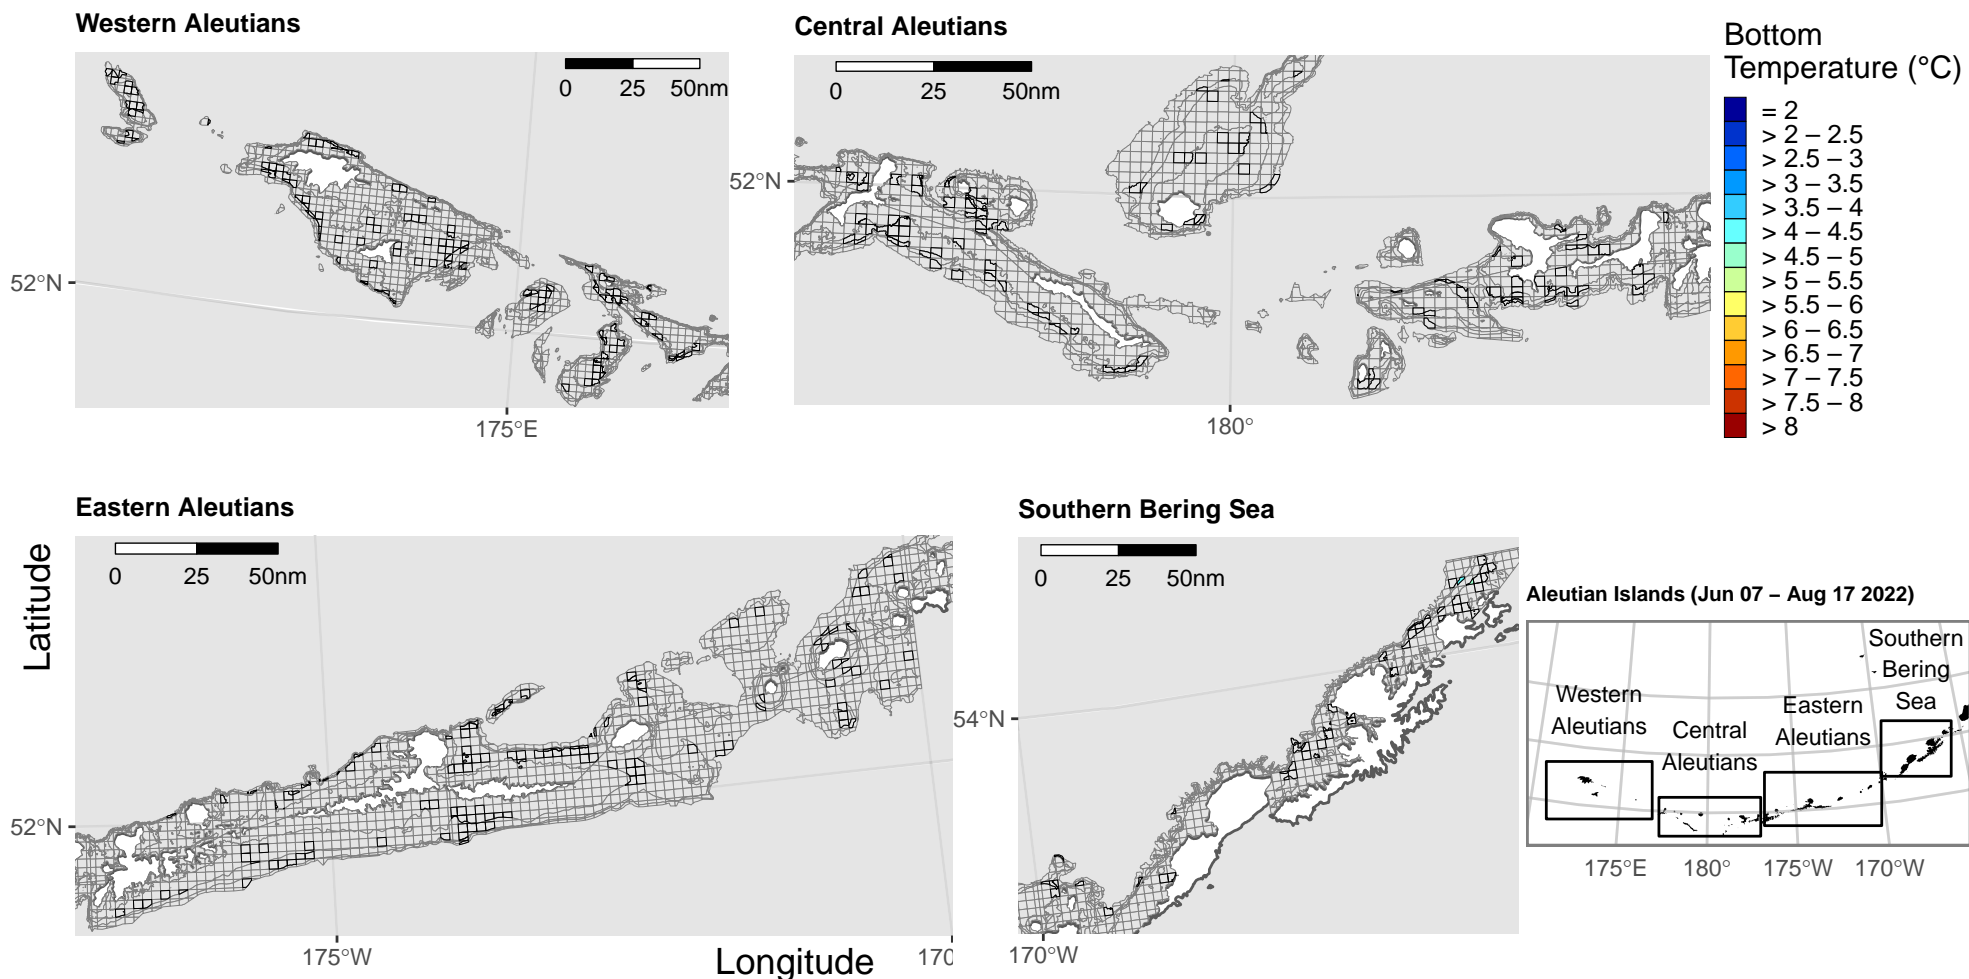 Western Aleutians
0 25 50nm
52°N
175°E
Central Aleutians
0 25 50nm
52°N
180°
Bottom
Temperature (°C)
= 2
> 2 – 2.5
> 2.5 – 3
> 3 – 3.5
> 3.5 – 4
> 4 – 4.5
> 4.5 – 5
> 5 – 5.5
> 5.5 – 6
> 6 – 6.5
> 6.5 – 7
> 7 – 7.5
> 7.5 – 8
> 8
Eastern Aleutians
0 25 50nm
Latitude
52°N
175°W
170
Longitude
Southern Bering Sea
0 25 50nm
54°N
170°W
Aleutian Islands (Jun 07 – Aug 17 2022)
Southern
Bering
Sea
Western
Aleutians
Central
Aleutians
Eastern
Aleutians
175°E 180° 175°W 170°W